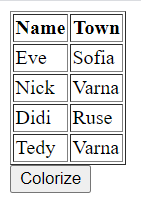 Name Town
Eve Sofia
Nick Varna
Didi Ruse
Tedy Varna
Colorize